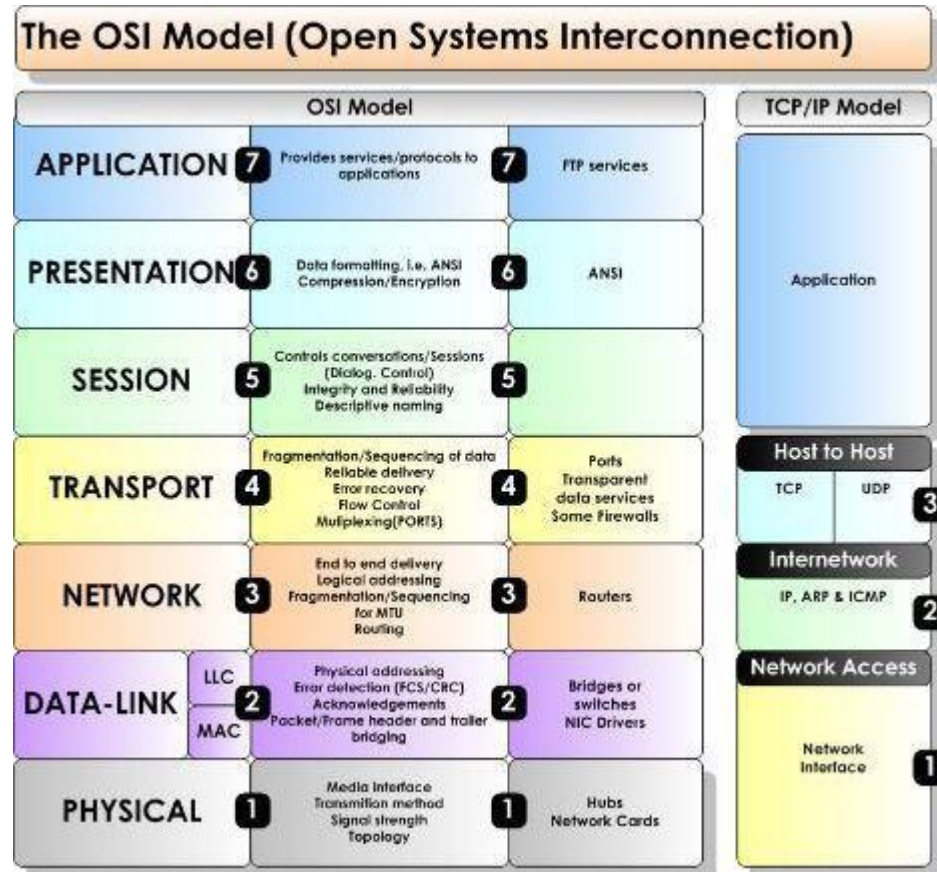 The OSI Model (Open Systems Interconnection)
OSI Model
APPLICATION
7
Provides services/protocols to
applications
7
FTP services
PRESENTATION
6
Data formatting, i.e. ANSI
Compression/Encryption
6
ANSI
SESSION
5
Controls conversations/Sessions
(Dialog. Control)
Integrity and Reliability
Descriptive naming
5
TRANSPORT
4
Fragmentation/Sequencing of data
Reliable delivery
Error recovery
Flow Control
Muliplexing(PORTS)
4
Ports
Transparent
data services
Some Firewalls
NETWORK
3
End to end delivery
Logical addressing
Fragmentation/Sequencing
for MTU
Routing
3
Routers
DATA-LINK
LLC
MAC
2
Physical addressing
Error detection (FCS/CRC)
Acknowledgements
Packet/Frame header and trailer
bridging
2
Bridges or
switches
NIC Drivers
PHYSICAL
1
Media Interface
Transmition method
Signal strength
Topology
1
Hubs
Network Cards
TCP/IP Model
Application
Host to Host
TCP
UDP
3
Internetwork
IP, ARP & ICMP
2
Network Access
Network
Interface
1